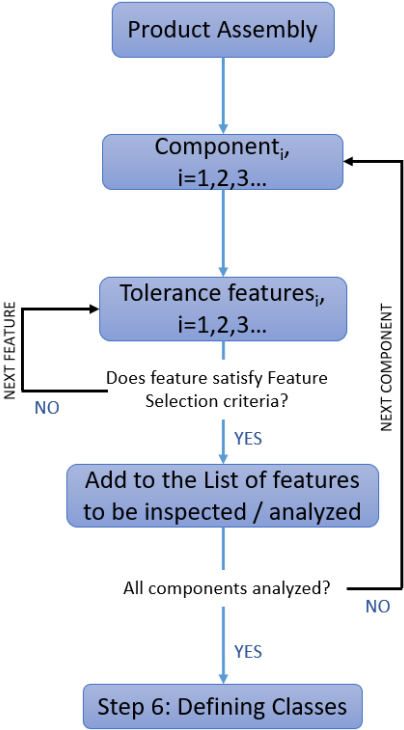 Product Assembly
Componentᵢ,
i=1,2,3...
Tolerance featuresᵢ,
i=1,2,3...
NEXT FEATURE
NEXT COMPONENT
Does feature satisfy Feature
Selection criteria?
NO
YES
Add to the List of features
to be inspected / analyzed
All components analyzed?
NO
YES
Step 6: Defining Classes